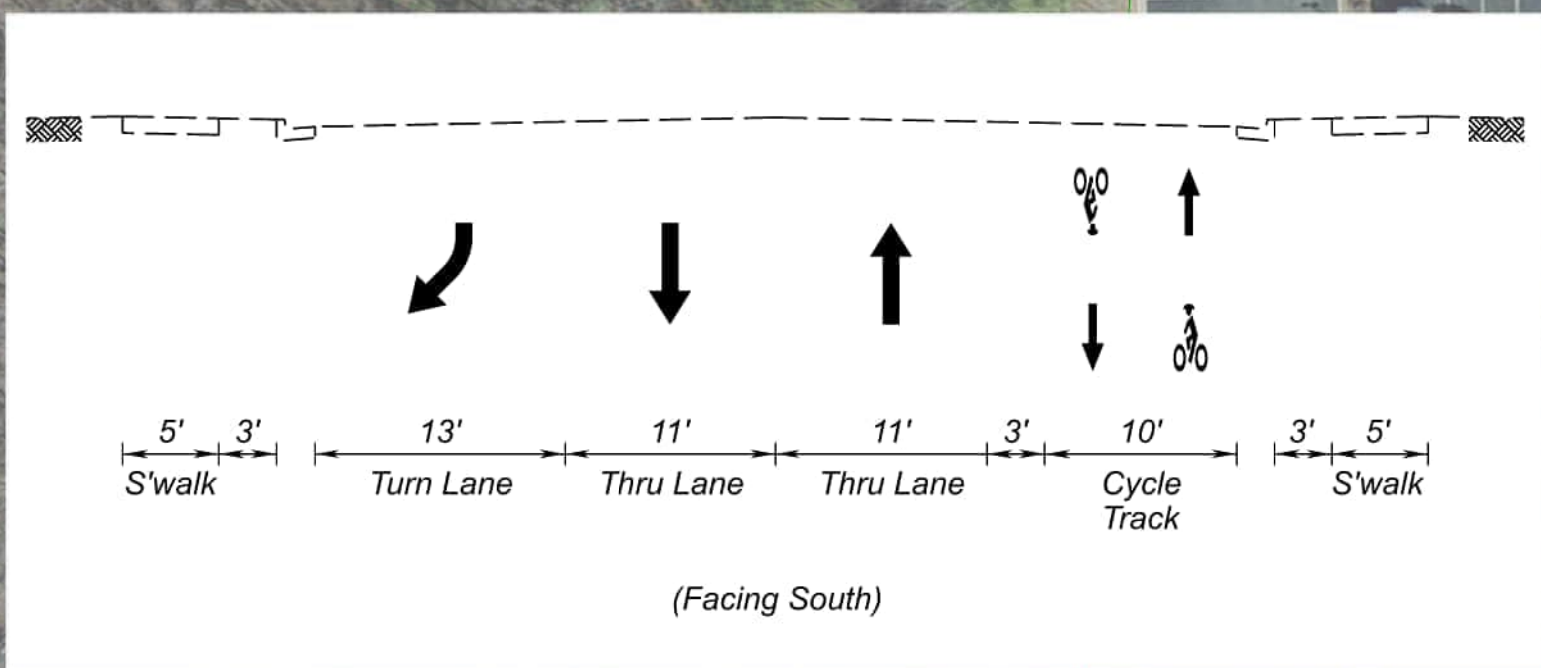 5' 3' 13' 11' 11' 3' 10' 3' 5'
S'walk Turn Lane Thru Lane Thru Lane Cycle S'walk
Track
(Facing South)